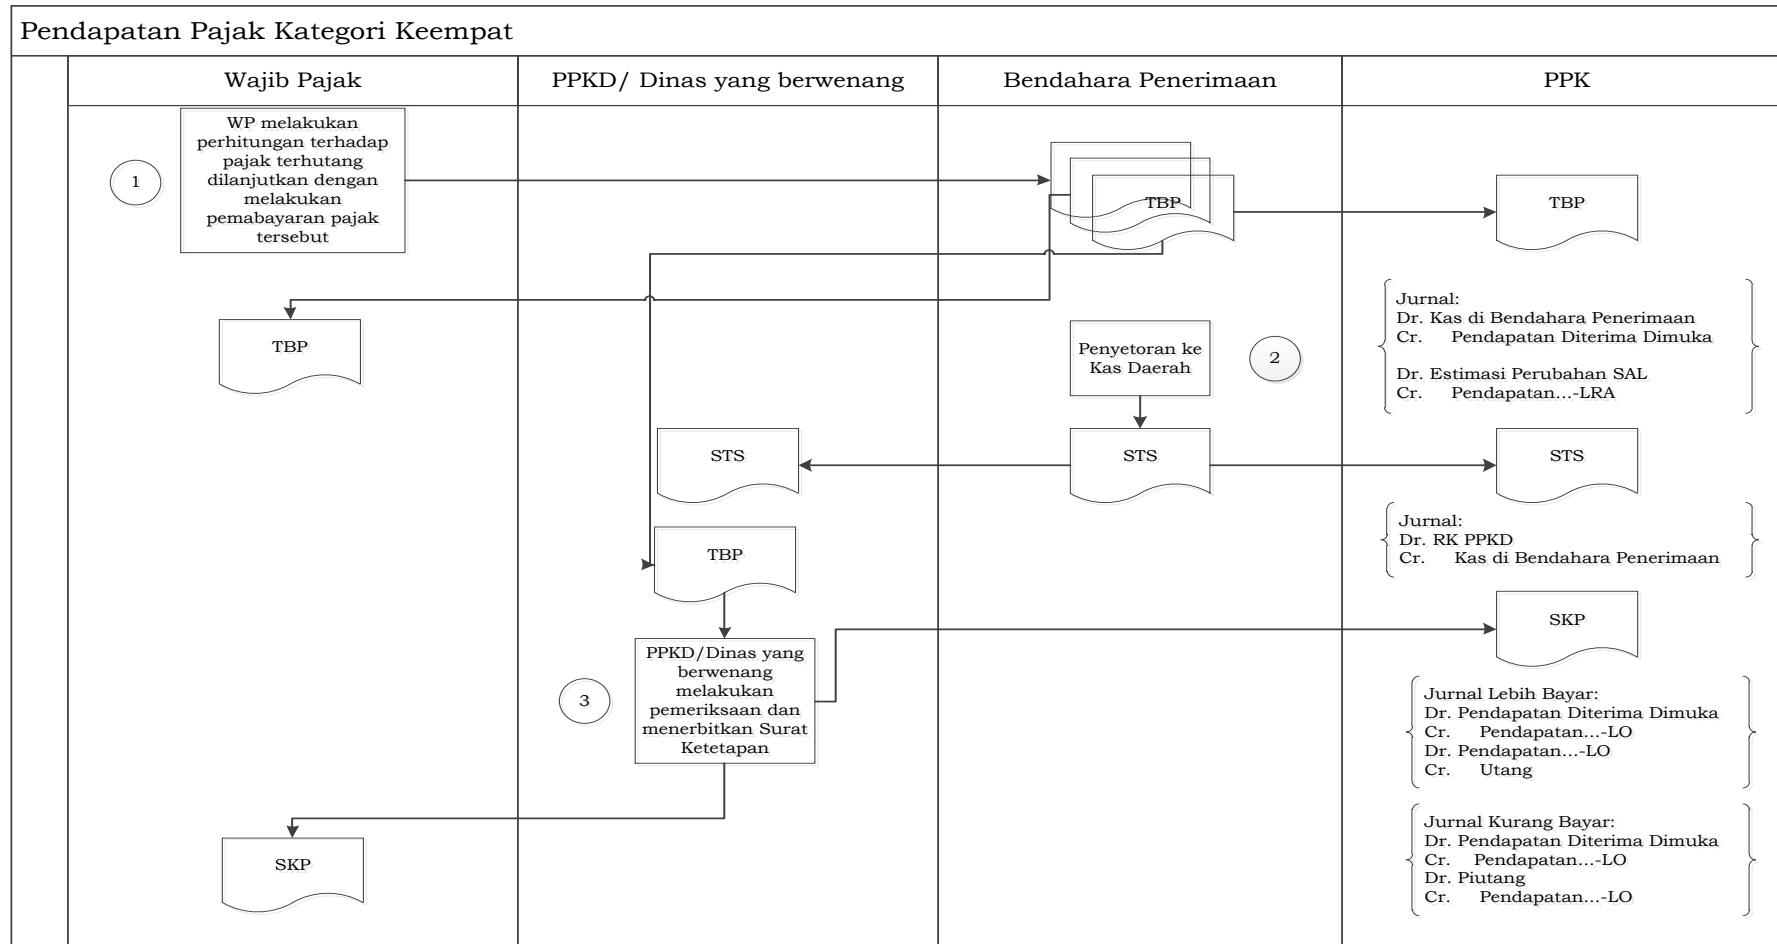 Pendapatan Pajak Kategori Keempat
Wajib Pajak
PPKD/ Dinas yang berwenang
Bendahara Penerimaan
PPK
1
WP melakukan
perhitungan terhadap
pajak terhutang
dilanjutkan dengan
melakukan
pemabayaran pajak
tersebut
TBP
TBP
TBP
Jurnal:
Dr. Kas di Bendahara Penerimaan
Cr. Pendapatan Diterima Dimuka
Dr. Estimasi Perubahan SAL
Cr. Pendapatan...-LRA
Penyetoran ke
Kas Daerah
2
STS
STS
STS
Jurnal:
Dr. RK PPKD
Cr. Kas di Bendahara Penerimaan
TBP
3
PPKD/Dinas yang
berwenang
melakukan
pemeriksaan dan
menerbitkan Surat
Ketetapan
SKP
Jurnal Lebih Bayar:
Dr. Pendapatan Diterima Dimuka
Cr. Pendapatan...-LO
Dr. Pendapatan...-LO
Cr. Utang
Jurnal Kurang Bayar:
Dr. Pendapatan Diterima Dimuka
Cr. Pendapatan...-LO
Dr. Piutang
Cr. Pendapatan...-LO
SKP